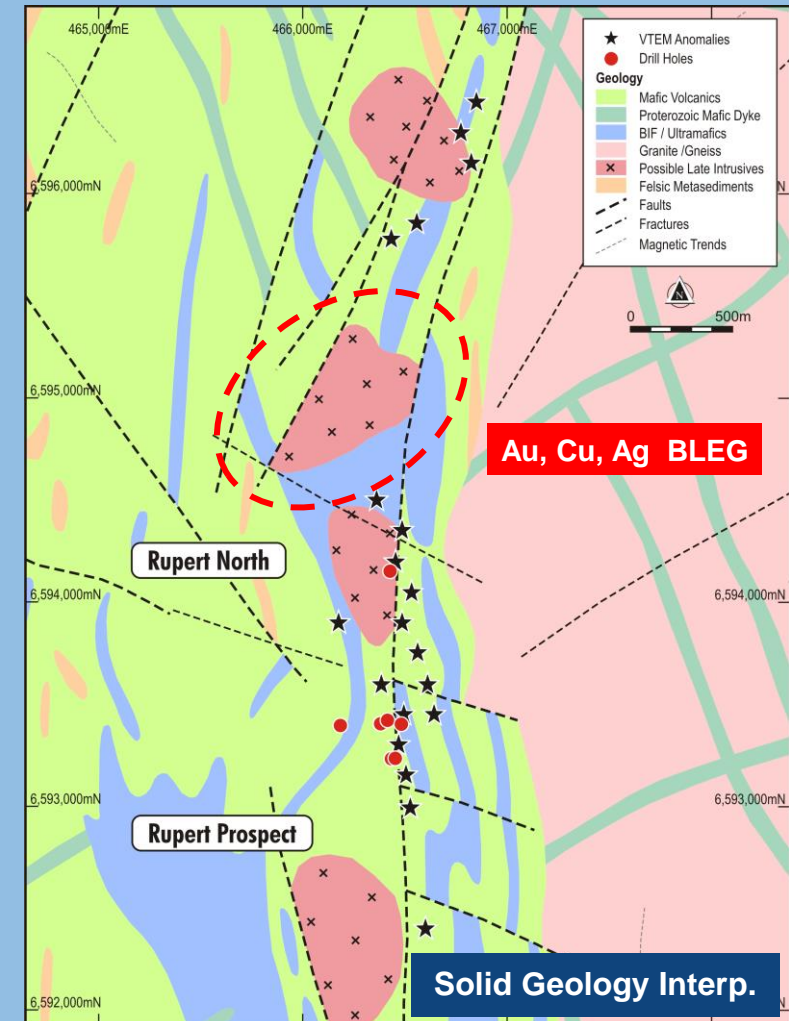 465,000mE
466,000mE
467,000mE
VTEM Anomalies
Drill Holes
Geology
Mafic Volcanics
Proterozoic Mafic Dyke
BIF / Ultramafics
Granite /Gneiss
Possible Late Intrusives
Felsic Metasediments
Faults
Fractures
Magnetic Trends
N
0 500m
6,596,000mN
6,595,000mN
Au, Cu, Ag BLEG
Rupert North
6,594,000mN
6,594,000mN
6,593,000mN
6,593,000mN
Rupert Prospect
Solid Geology Interp.
6,592,000mN